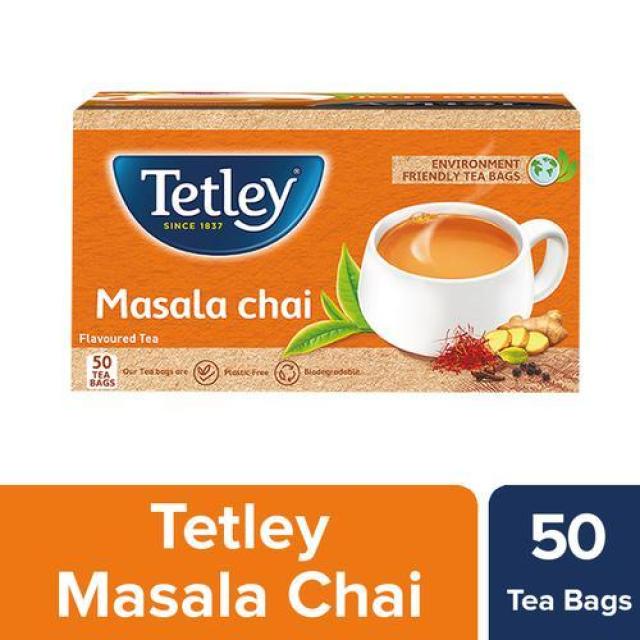 Tetley®
SINCE 1837
ENVIRONMENT
FRIENDLY TEA BAGS
Masala chai
Flavoured Tea
50
TEA
BAGS
Our Tea bags are
Plastic Free
Biodegradable
Tetley
Masala Chai
50
Tea Bags